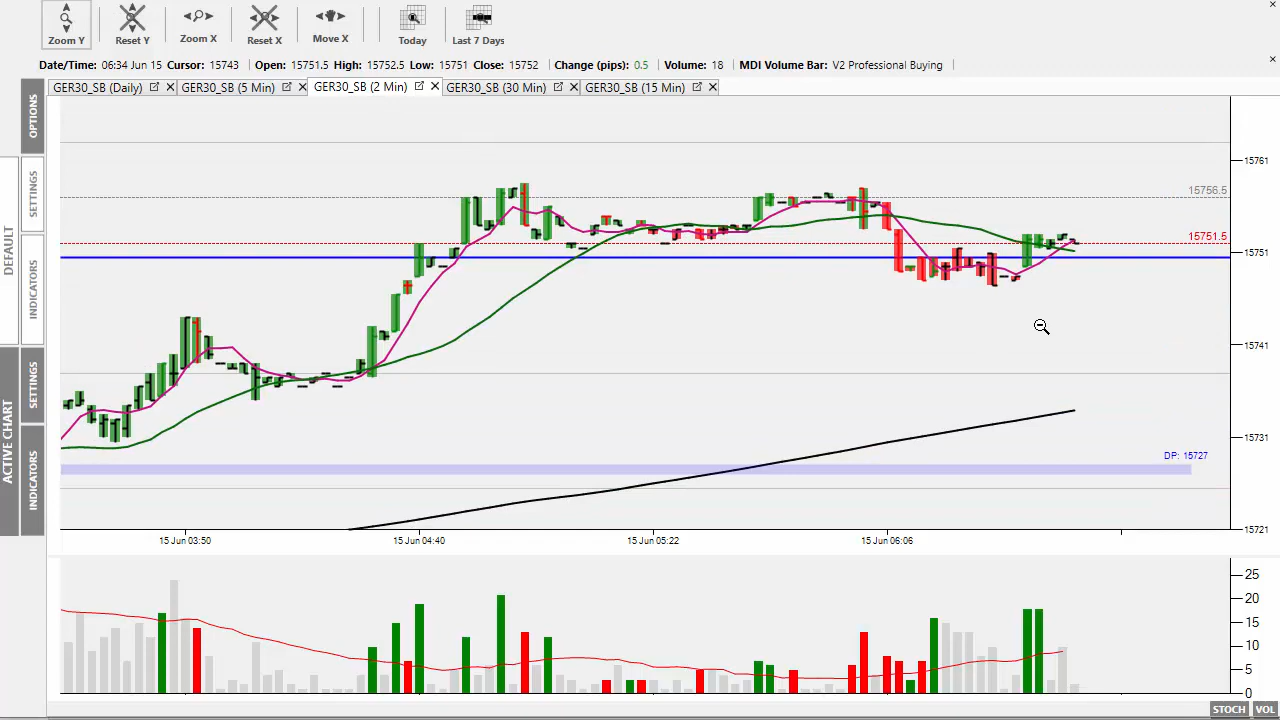 Zoom Y
Reset Y
Zoom X
Reset X
Move X
Today
Last 7 Days
Date/Time: 06:34 Jun 15 Cursor: 15743 Open: 15751.5 High: 15752.5 Low: 15751 Close: 15752 Change (pips): 0.5 Volume: 18 MDI Volume Bar: V2 Professional Buying
GER30_SB (Daily)
GER30_SB (5 Min)
GER30_SB (2 Min)
GER30_SB (30 Min)
GER30_SB (15 Min)
OPTIONS
DEFAULT
SETTINGS
INDICATORS
ACTIVE CHART
SETTINGS
INDICATORS
15761
15756.5
15751.5
15751
15741
15731
DP: 15727
15721
15 Jun 03:50
15 Jun 04:40
15 Jun 05:22
15 Jun 06:06
25
20
15
10
5
0
STOCH
VOL